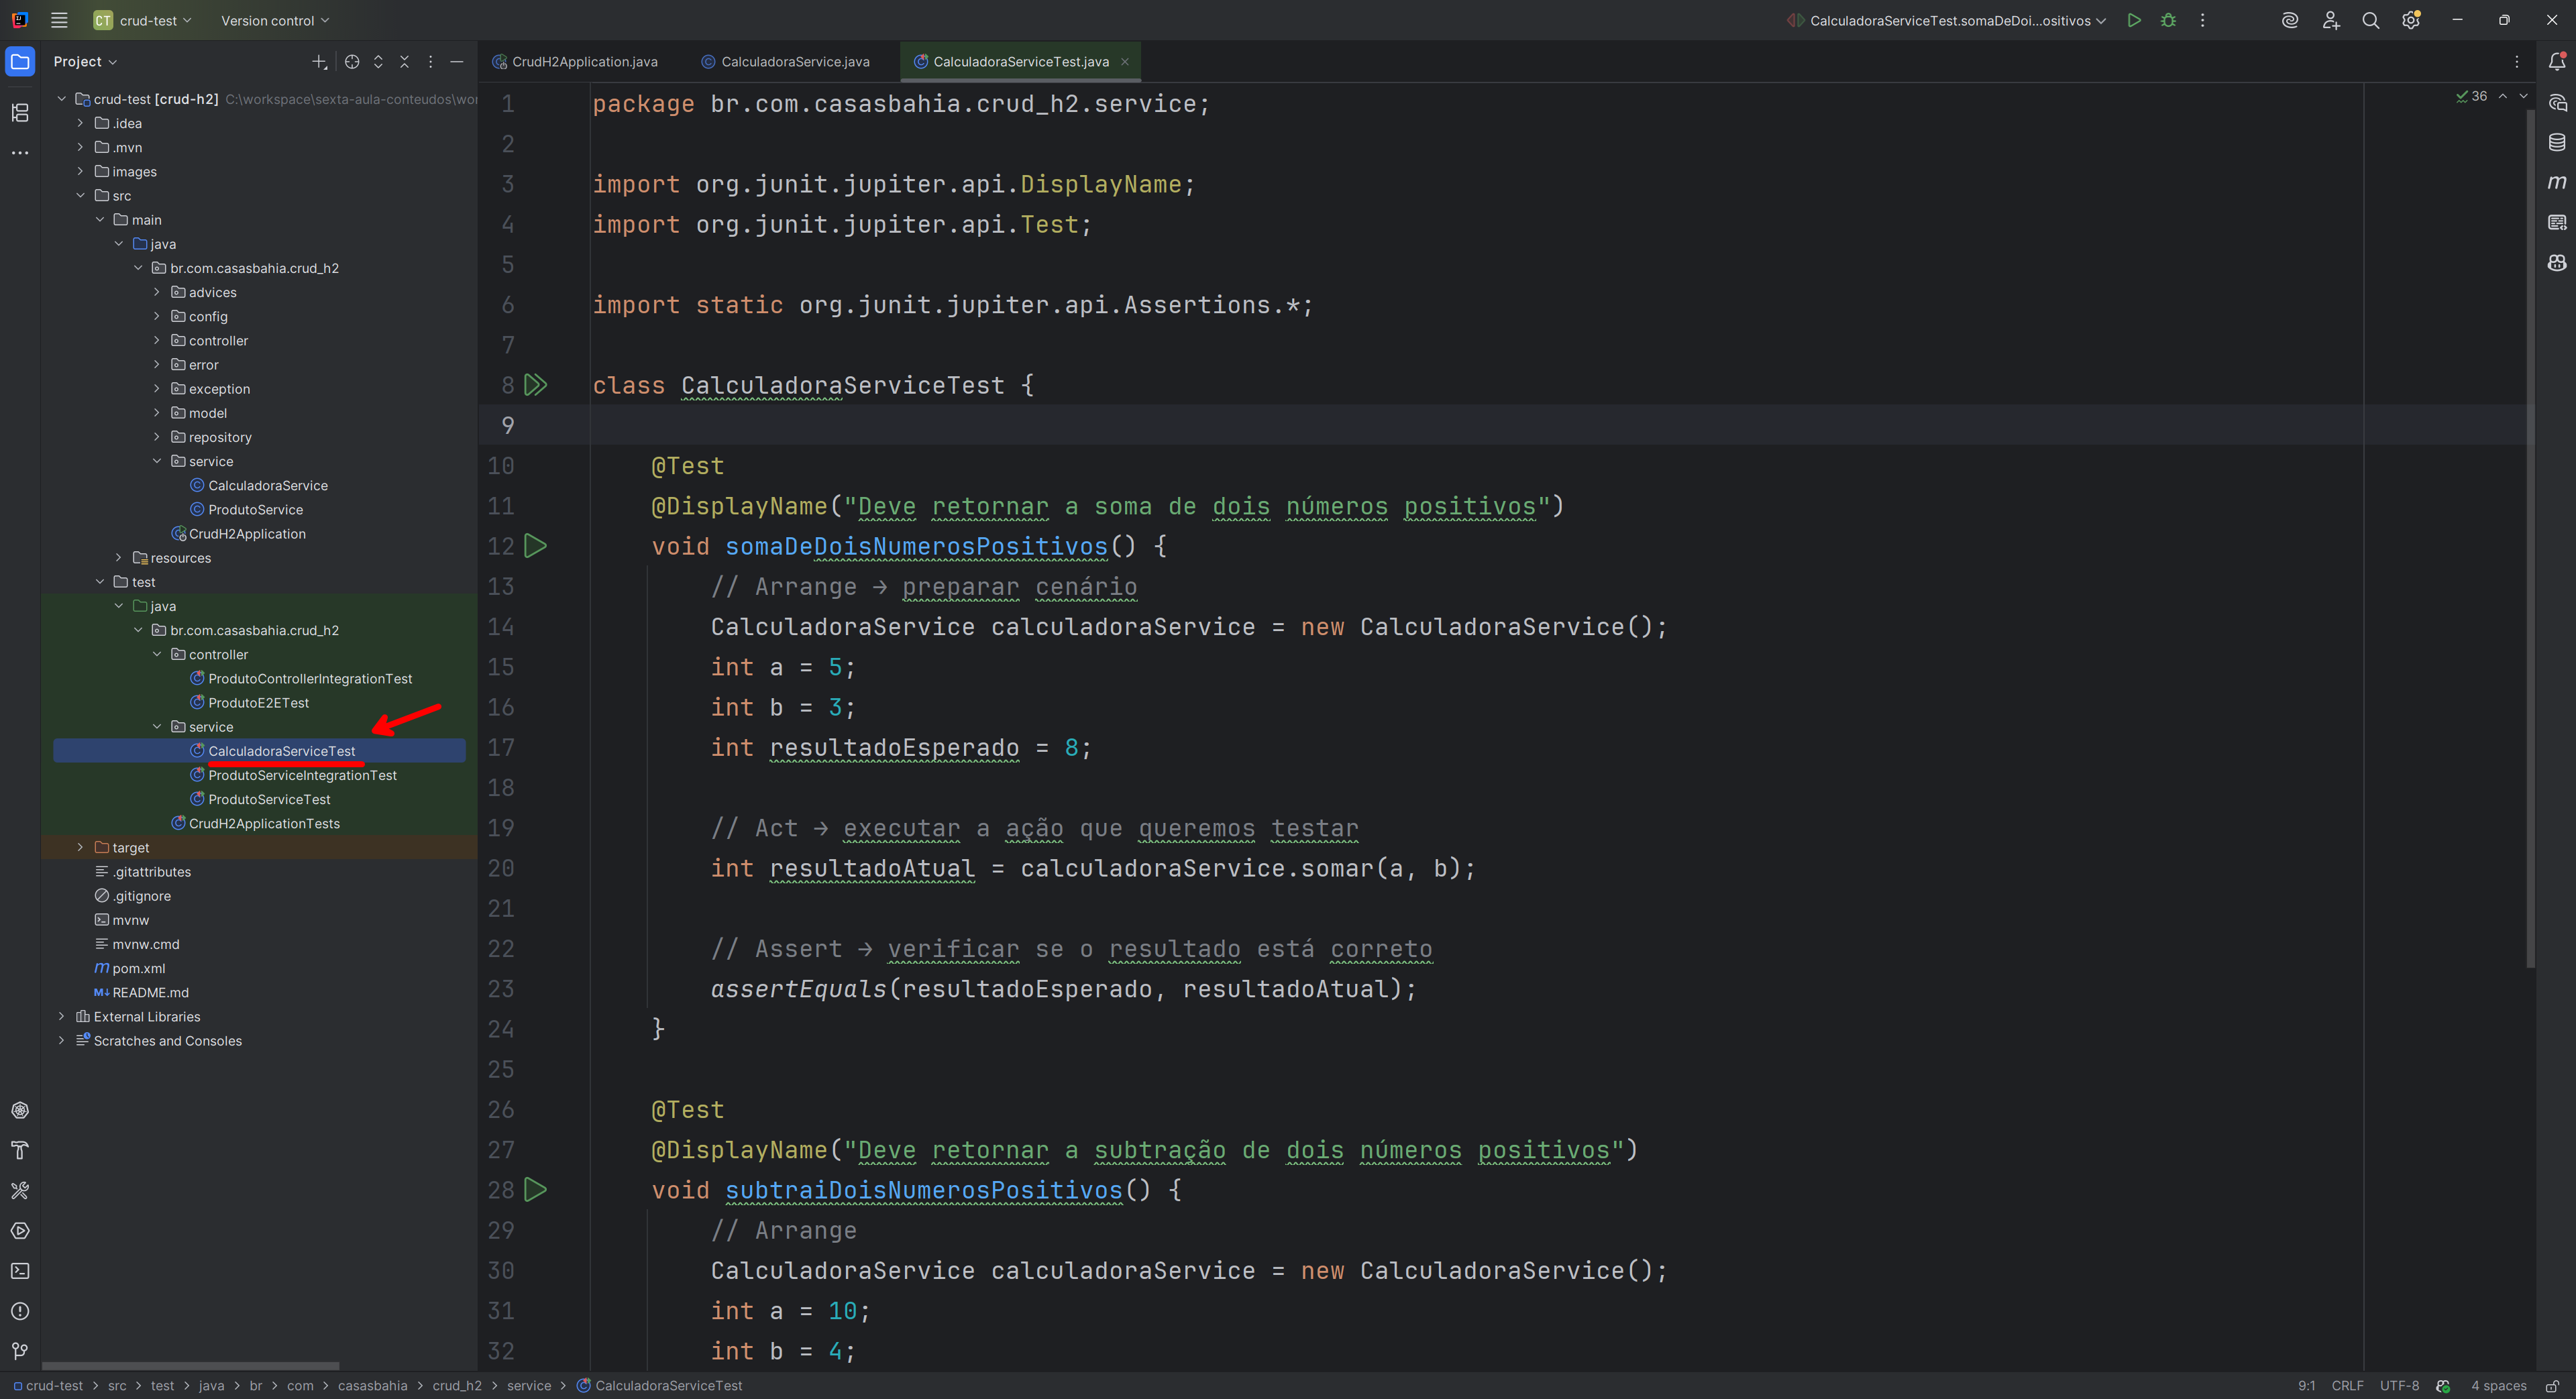 CT crud-test Version control CalculadoraServiceTest.somaDeDoi...ositivos
Project
CrudH2Application.java CalculadoraService.java CalculadoraServiceTest.java
crud-test [crud-h2] C:\workspace\sexta-aula-conteudos\wor
.idea
.mvn
images
src
main
java
br.com.casasbahia.crud_h2
advices
config
controller
error
exception
model
repository
service
CalculadoraService
ProdutoService
CrudH2Application
resources
test
java
br.com.casasbahia.crud_h2
controller
ProdutoControllerIntegrationTest
ProdutoE2ETest
service
CalculadoraServiceTest
ProdutoServiceIntegrationTest
ProdutoServiceTest
CrudH2ApplicationTests
target
.gitattributes
.gitignore
mvnw
mvnw.cmd
pom.xml
README.md
External Libraries
Scratches and Consoles
36
1 package br.com.casasbahia.crud_h2.service;
2
3 import org.junit.jupiter.api.DisplayName;
4 import org.junit.jupiter.api.Test;
5
6 import static org.junit.jupiter.api.Assertions.*;
7
8 class CalculadoraServiceTest {
9
10 @Test
11 @DisplayName("Deve retornar a soma de dois números positivos")
12 void somaDeDoisNumerosPositivos() {
13 // Arrange → preparar cenário
14 CalculadoraService calculadoraService = new CalculadoraService();
15 int a = 5;
16 int b = 3;
17 int resultadoEsperado = 8;
18
19 // Act → executar a ação que queremos testar
20 int resultadoAtual = calculadoraService.somar(a, b);
21
22 // Assert → verificar se o resultado está correto
23 assertEquals(resultadoEsperado, resultadoAtual);
24 }
25
26 @Test
27 @DisplayName("Deve retornar a subtração de dois números positivos")
28 void subtraiDoisNumerosPositivos() {
29 // Arrange
30 CalculadoraService calculadoraService = new CalculadoraService();
31 int a = 10;
32 int b = 4;
crud-test > src > test > java > br > com > casasbahia > crud_h2 > service > CalculadoraServiceTest 9:1 CRLF UTF-8 4 spaces